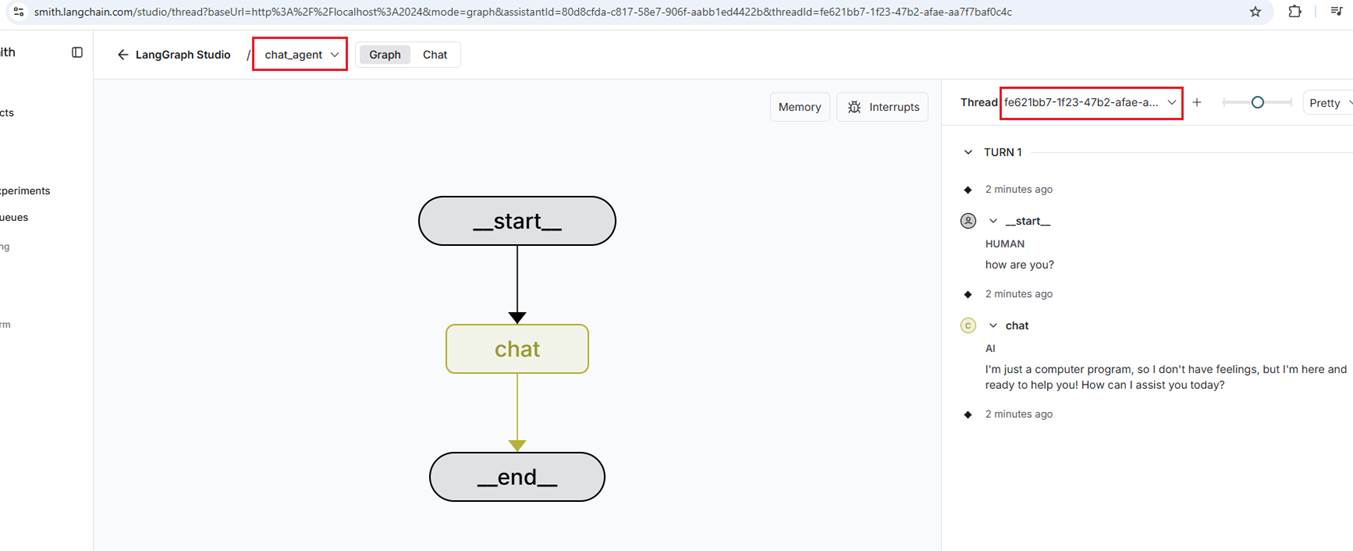 smith.langchain.com/studio/thread?baseUrl=http%3A%2F%2Flocalhost%3A2024&mode=graph&assistantId=80d8cfda-c817-58e7-906f-aabb1ed4422b&threadId=fe621bb7-1f23-47b2-afae-aa7f7baf0c4c
ith
LangGraph Studio / chat_agent Graph Chat
cts
xperiments
ueues
ng
rm
Memory Interrupts
__start__
chat
__end__
Thread fe621bb7-1f23-47b2-afae-a... + Pretty
TURN 1
2 minutes ago
__start__
HUMAN
how are you?
2 minutes ago
C chat
AI
I'm just a computer program, so I don't have feelings, but I'm here and
ready to help you! How can I assist you today?
2 minutes ago